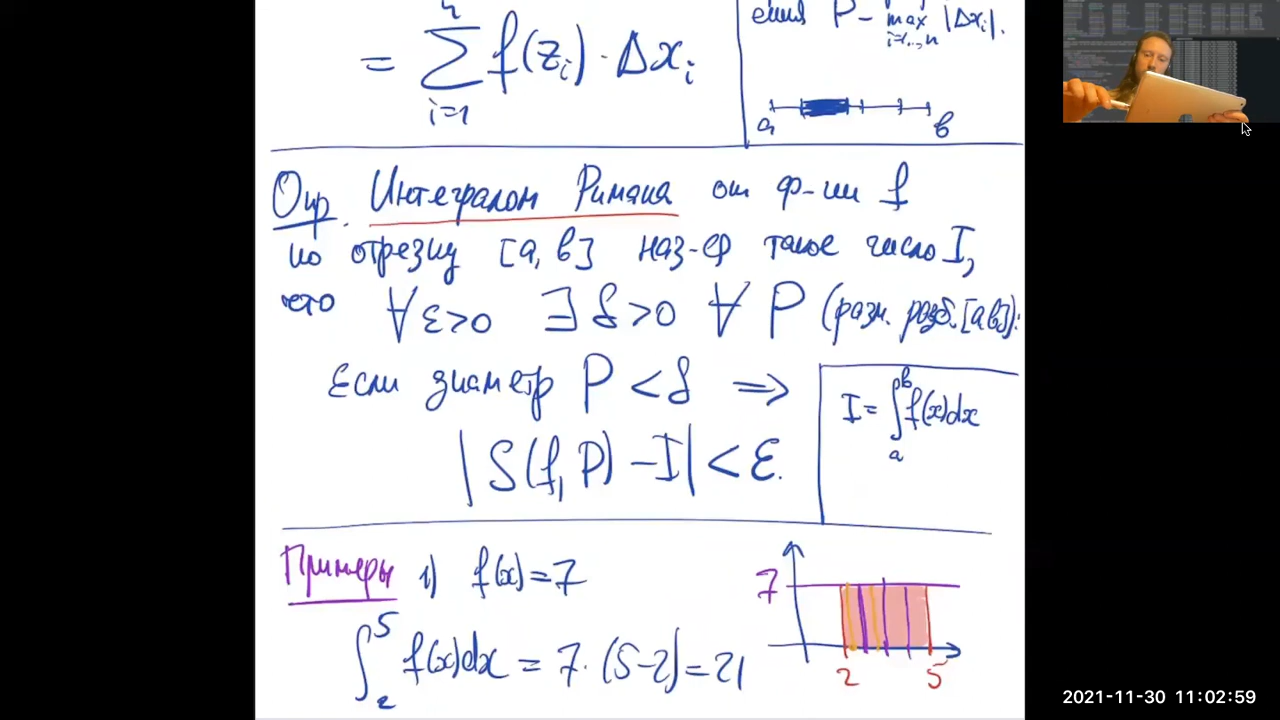 = n∑i=1 f(zᵢ) · Δxᵢ
ения P – max i=1,..,n |Δxᵢ|.
a b
Опр. Интегралом Римана от ф-ии f
по отрезку [a, b] наз-ся такое число I,
что ∀ε>0 ∃δ>0 ∀ P (разм. разб. [a b]):
Если диаметр P < δ ⟹
I = ∫ₐᵇ f(x)dx
| S(f, P) – I | < ε.
Примеры 1) f(x) = 7
7
∫₂⁵ f(x)dx = 7 · (5–2) = 21
2 5
2021-11-30 11:02:59